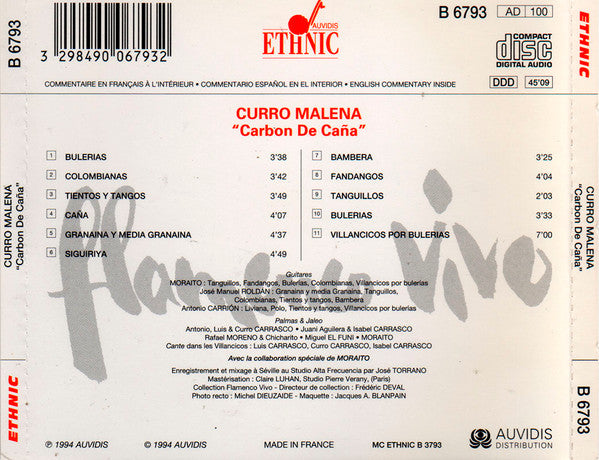 B 6793
3 298490 067932
AUVIDIS
ETHNIC
B 6793
AD 100
COMPACT
disc
DIGITAL AUDIO
DDD 45'09
ETHNIC
COMMENTAIRE EN FRANÇAIS À L'INTÉRIEUR • COMMENTARIO ESPAÑOL EN EL INTERIOR • ENGLISH COMMENTARY INSIDE
CURRO MALENA
"Carbon De Caña"
1 BULERIAS 3'38
2 COLOMBIANAS 3'42
3 TIENTOS Y TANGOS 3'49
4 CAÑA 4'07
5 GRANAINA Y MEDIA GRANAINA 4'37
6 SIGUIRIYA 4'49
7 BAMBERA 3'25
8 FANDANGOS 4'04
9 TANGUILLOS 2'03
10 BULERIAS 3'33
11 VILLANCICOS POR BULERIAS 7'00
flamenco vivo
Guitares
MORAITO : Tanguillos, Fandangos, Bulerias, Colombianas, Villancicos por bulerias
José Manuel ROLDÁN : Granaina y media Granaina, Tanguillos,
Colombianas, Tientos y tangos, Bambera
Antonio CARRIÓN : Liviana, Polo, Tientos y tangos, Villancicos por bulerias
Palmas & Jaleo
Antonio, Luis & Curro CARRASCO • Juani Aguilera & Isabel CARRASCO
Rafael MORENO & Chicharito • Miguel EL FUNI • MORAITO
Cante dans les Villancicos : Luis CARRASCO, Curro CARRASCO, Isabel CARRASCO
Avec la collaboration spéciale de MORAITO
Enregistrement et mixage à Séville au Studio Alta Frecuencia par José TORRANO
Mastérisation : Claire LUHAN, Studio Pierre Verany, (Paris)
Collection Flamenco Vivo - Directeur de collection : Frédéric DEVAL
Photo recto : Michel DIEUZAIDE - Maquette : Jacques A. BLANPAIN
℗ 1994 AUVIDIS
© 1994 AUVIDIS
MADE IN FRANCE
MC ETHNIC B 3793
AUVIDIS
DISTRIBUTION
CURRO MALENA
"Carbon De Caña"
ETHNIC
CURRO MALENA
"Carbon De Caña"
B 6793